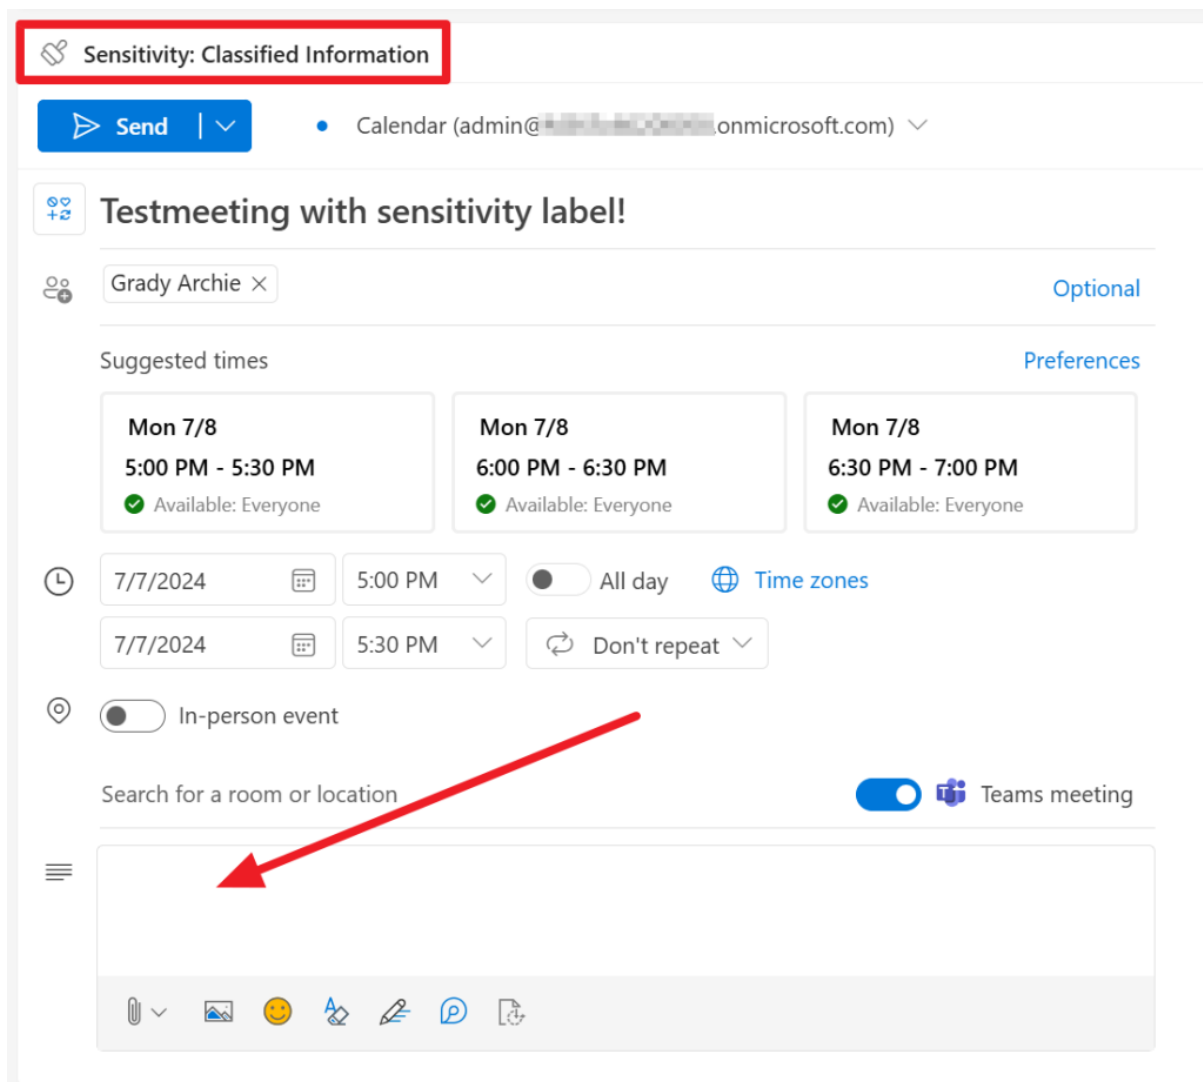 Sensitivity: Classified Information
Send
Calendar (admin@ .onmicrosoft.com)
Testmeeting with sensitivity label!
Grady Archie
Optional
Suggested times
Preferences
Mon 7/8
5:00 PM - 5:30 PM
Available: Everyone
Mon 7/8
6:00 PM - 6:30 PM
Available: Everyone
Mon 7/8
6:30 PM - 7:00 PM
Available: Everyone
7/7/2024
5:00 PM
All day
Time zones
7/7/2024
5:30 PM
Don't repeat
In-person event
Search for a room or location
Teams meeting